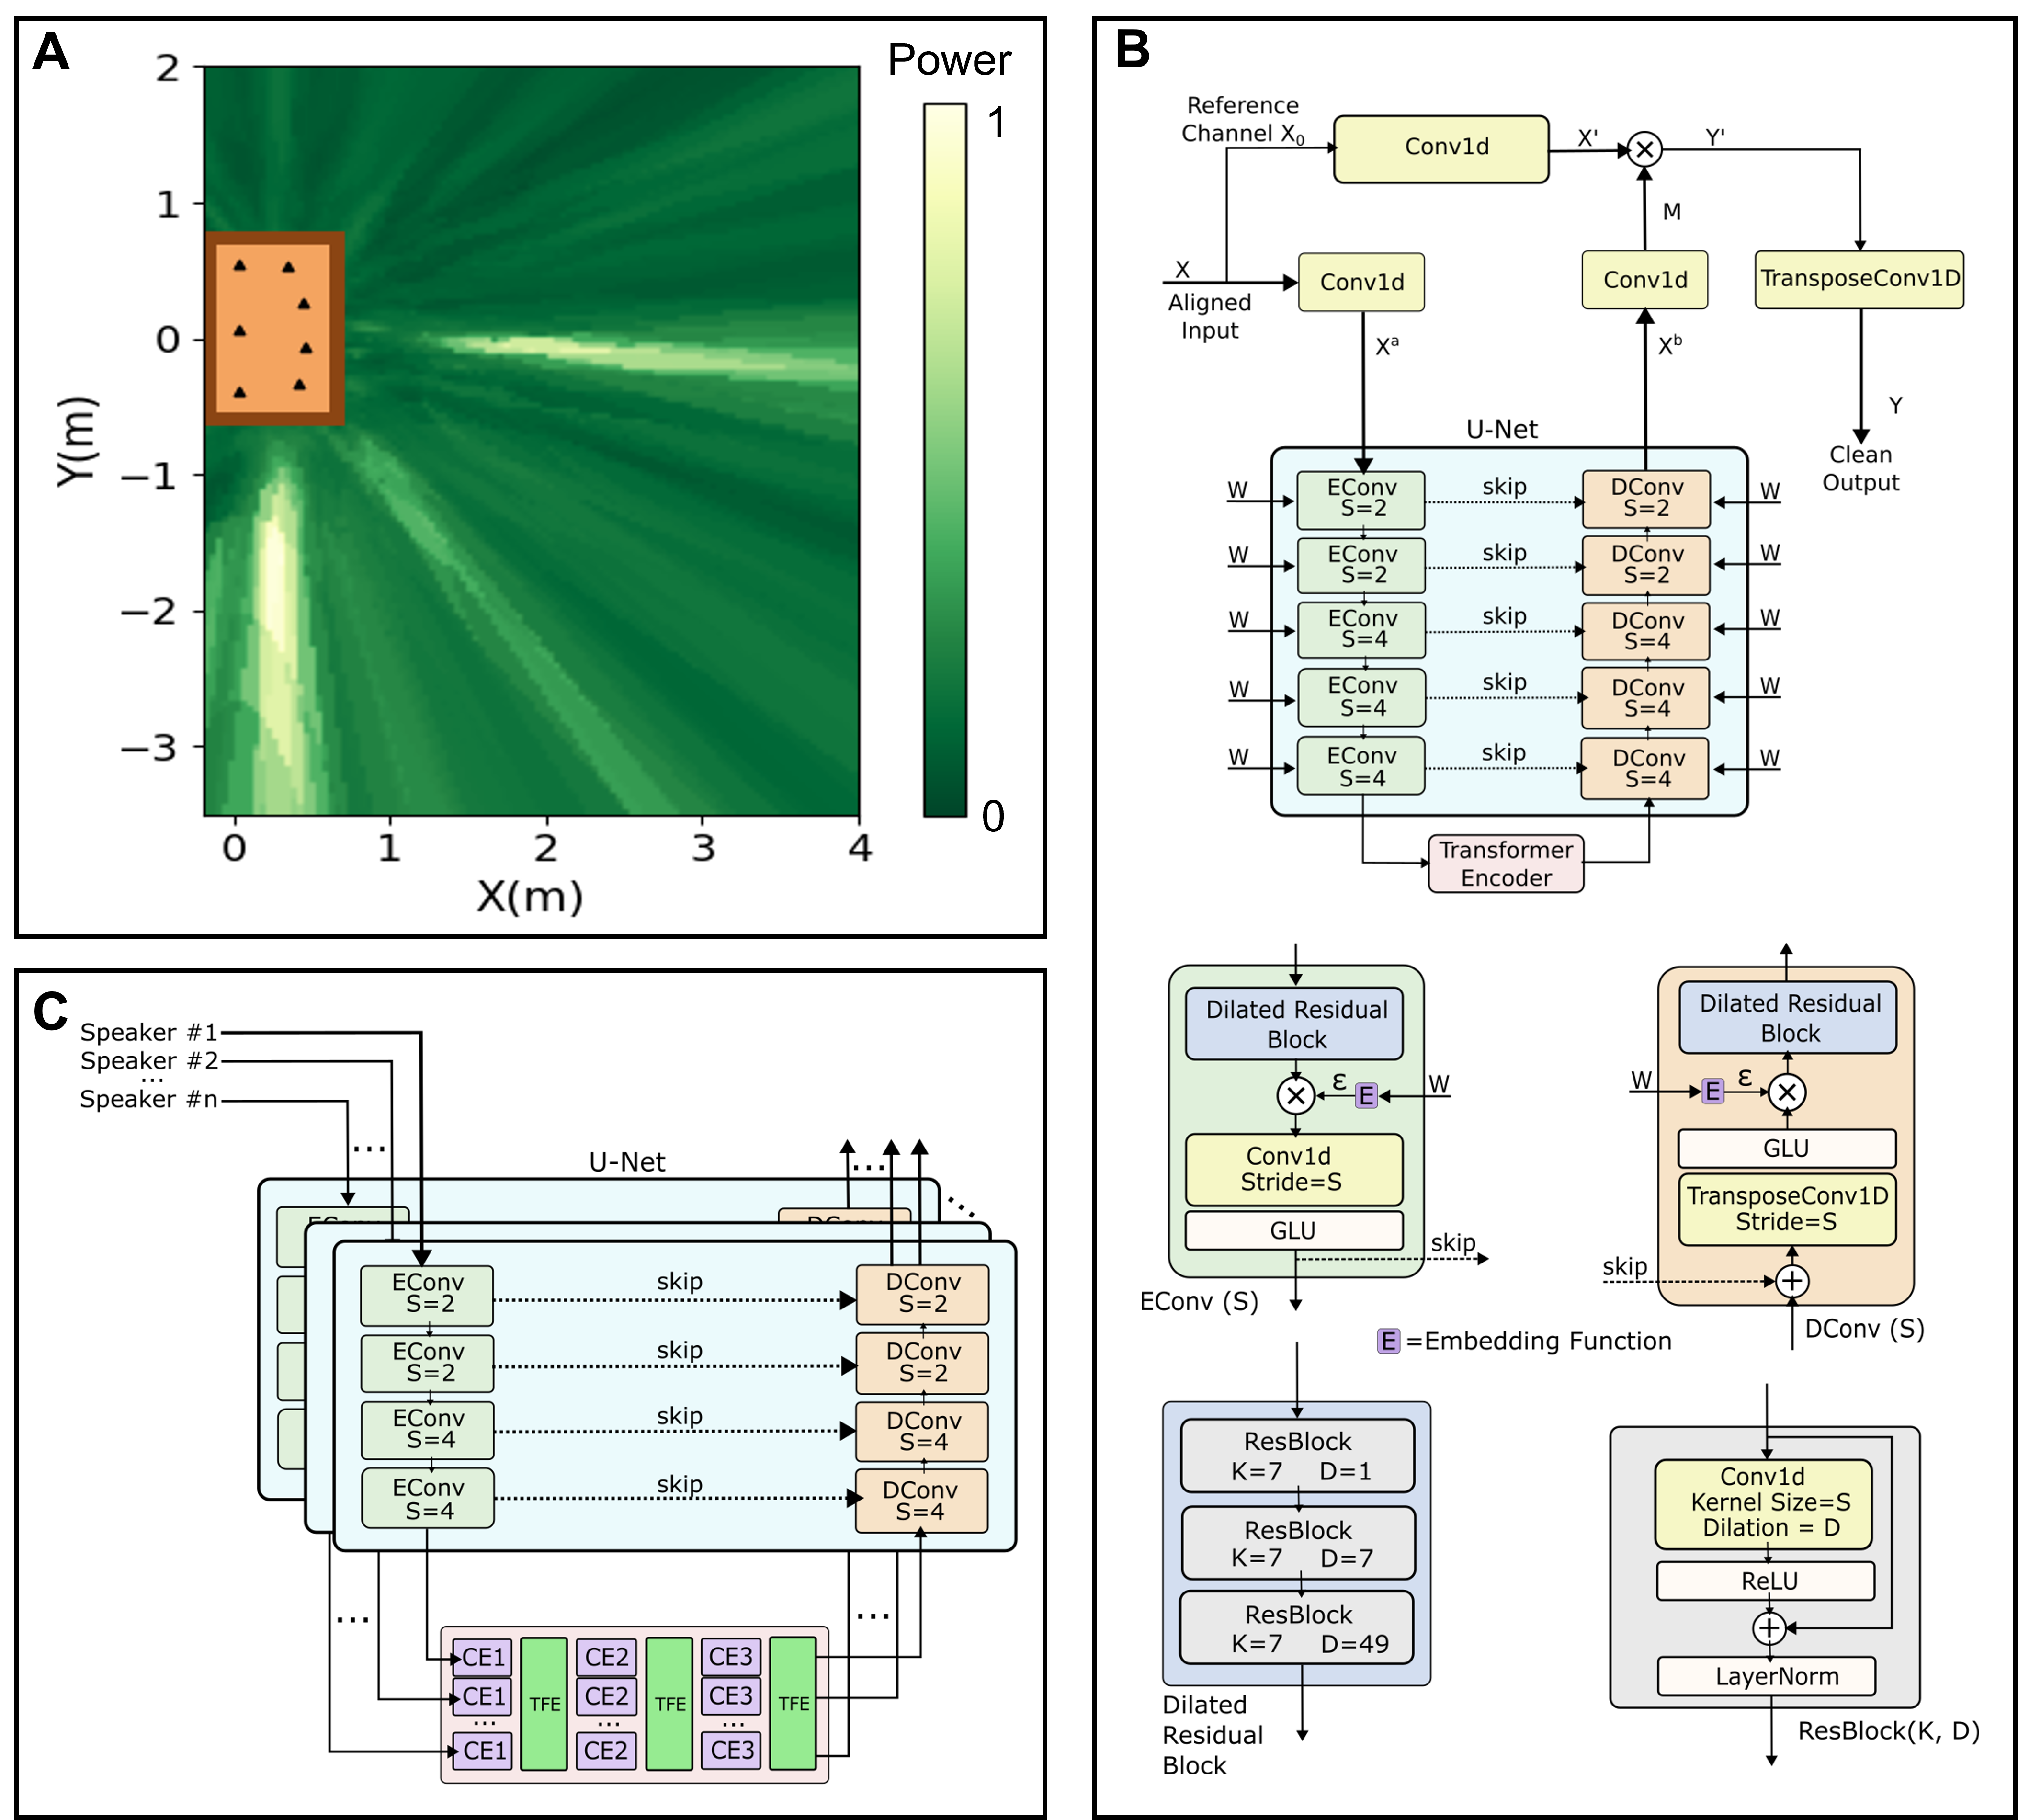 A
Power
1
0
2
1
0
−1
−2
−3
Y(m)
0
1
2
3
4
X(m)
B
Reference
Channel X0
Conv1d
X'
Y'
M
X
Aligned
Input
Conv1d
Conv1d
TransposeConv1D
Xa
Xb
Y
Clean
Output
U-Net
W
EConv
S=2
skip
DConv
S=2
W
W
EConv
S=2
skip
DConv
S=2
W
W
EConv
S=4
skip
DConv
S=4
W
W
EConv
S=4
skip
DConv
S=4
W
W
EConv
S=4
skip
DConv
S=4
W
Transformer
Encoder
Dilated Residual
Block
ε
E
W
Conv1d
Stride=S
GLU
skip
EConv (S)
Dilated Residual
Block
W
E
ε
GLU
TransposeConv1D
Stride=S
skip
DConv (S)
E =Embedding Function
ResBlock
K=7 D=1
ResBlock
K=7 D=7
ResBlock
K=7 D=49
Dilated
Residual
Block
Conv1d
Kernel Size=S
Dilation = D
ReLU
LayerNorm
ResBlock(K, D)
C
Speaker #1
Speaker #2
...
Speaker #n
...
U-Net
...
EConv
DConv
EConv
S=2
skip
DConv
S=2
EConv
S=2
skip
DConv
S=2
EConv
S=4
skip
DConv
S=4
EConv
S=4
skip
DConv
S=4
...
...
CE1
CE2
CE3
CE1
TFE
CE2
TFE
CE3
TFE
...
...
...
CE1
CE2
CE3